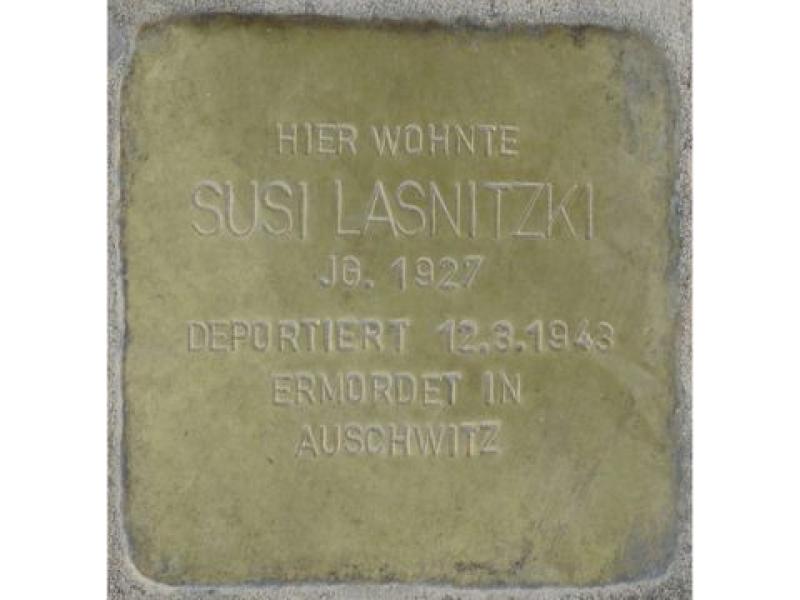 HIER WOHNTE
SUSI LASNITZKI
JG. 1927
DEPORTIERT 12.3.1943
ERMORDET IN
AUSCHWITZ